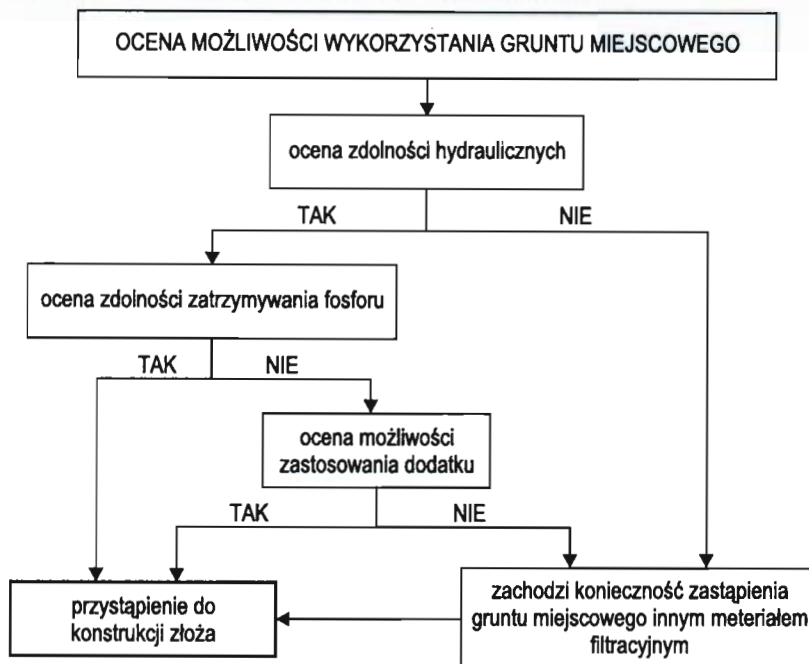 OCENA MOŻLIWOŚCI WYKORZYSTANIA GRUNTU MIEJSCOWEGO
ocena zdolności hydraulicznych
TAK
NIE
ocena zdolności zatrzymywania fosforu
TAK
NIE
ocena możliwości
zastosowania dodatku
TAK
NIE
przystąpienie do
konstrukcji złoża
zachodzi konieczność zastąpienia
gruntu miejscowego innym meteriałem
filtracyjnym